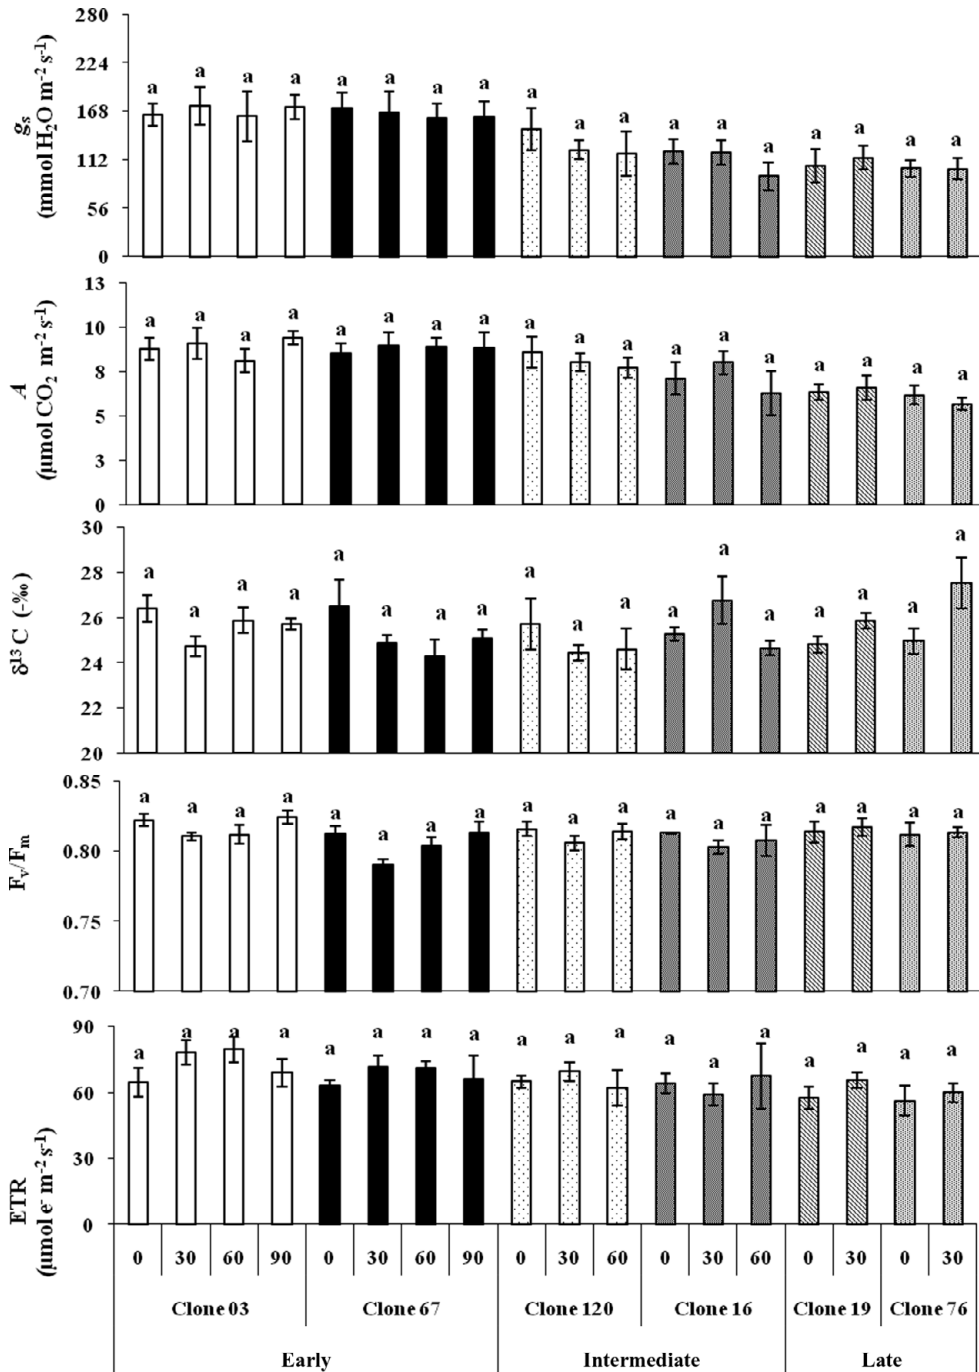 280
224
168
112
56
0
g_s
(mmol H₂O m⁻² s⁻¹)
a a a a a a a a a a a a a a a a a a
13
10
8
5
3
0
A
(µmol CO₂ m⁻² s⁻¹)
a a a a a a a a a a a a a a a a a a
30
28
26
24
22
20
δ¹³ C (-‰)
a a a a a a a a a a a a a a a a a a
0.85
0.80
0.75
0.70
Fᵥ/Fₘ
a a a a a a a a a a a a a a a a a a
90
60
30
0
ETR
(µmol e⁻ m⁻² s⁻¹)
a a a a a a a a a a a a a a a a a a
0 30 60 90 0 30 60 90 0 30 60 0 30 60 0 30 0 30
Clone 03 Clone 67 Clone 120 Clone 16 Clone 19 Clone 76
Early Intermediate Late